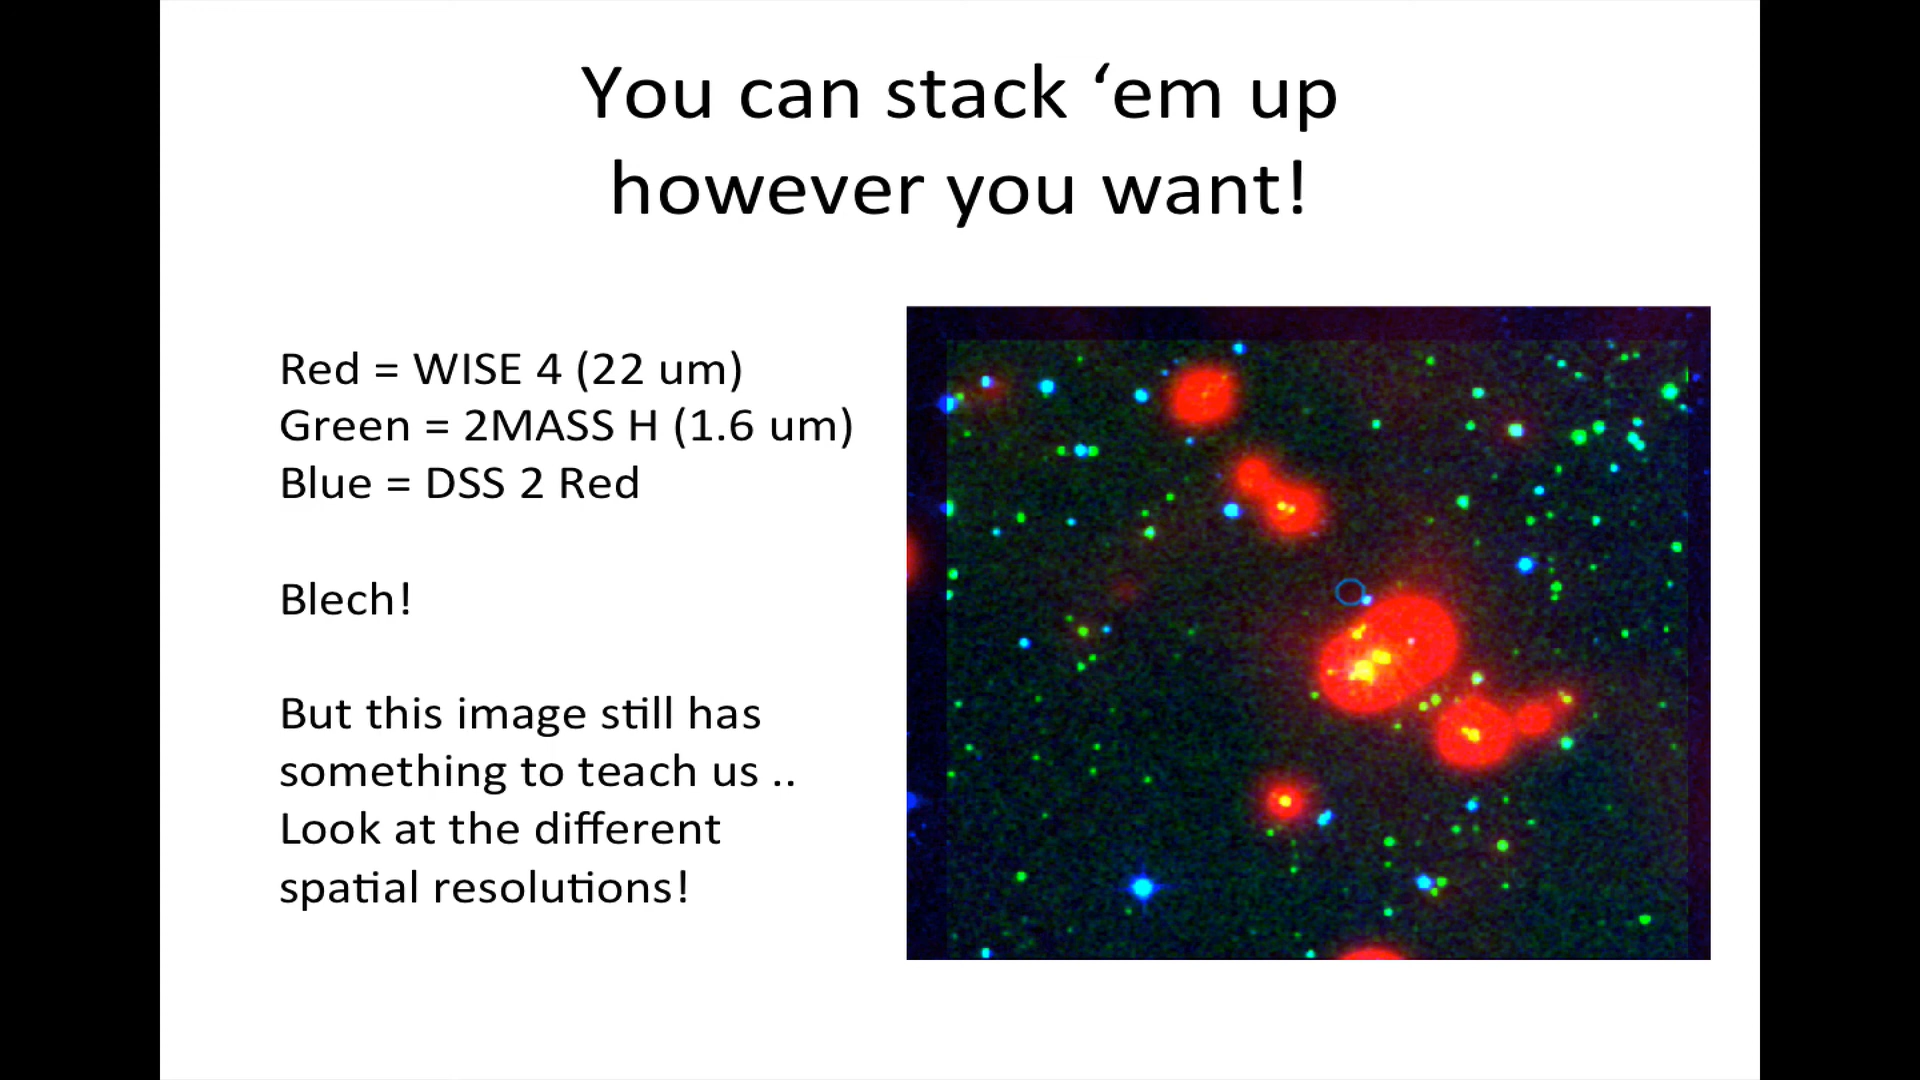 You can stack ‘em up
however you want!
Red = WISE 4 (22 um)
Green = 2MASS H (1.6 um)
Blue = DSS 2 Red
Blech!
But this image still has
something to teach us ..
Look at the different
spatial resolutions!